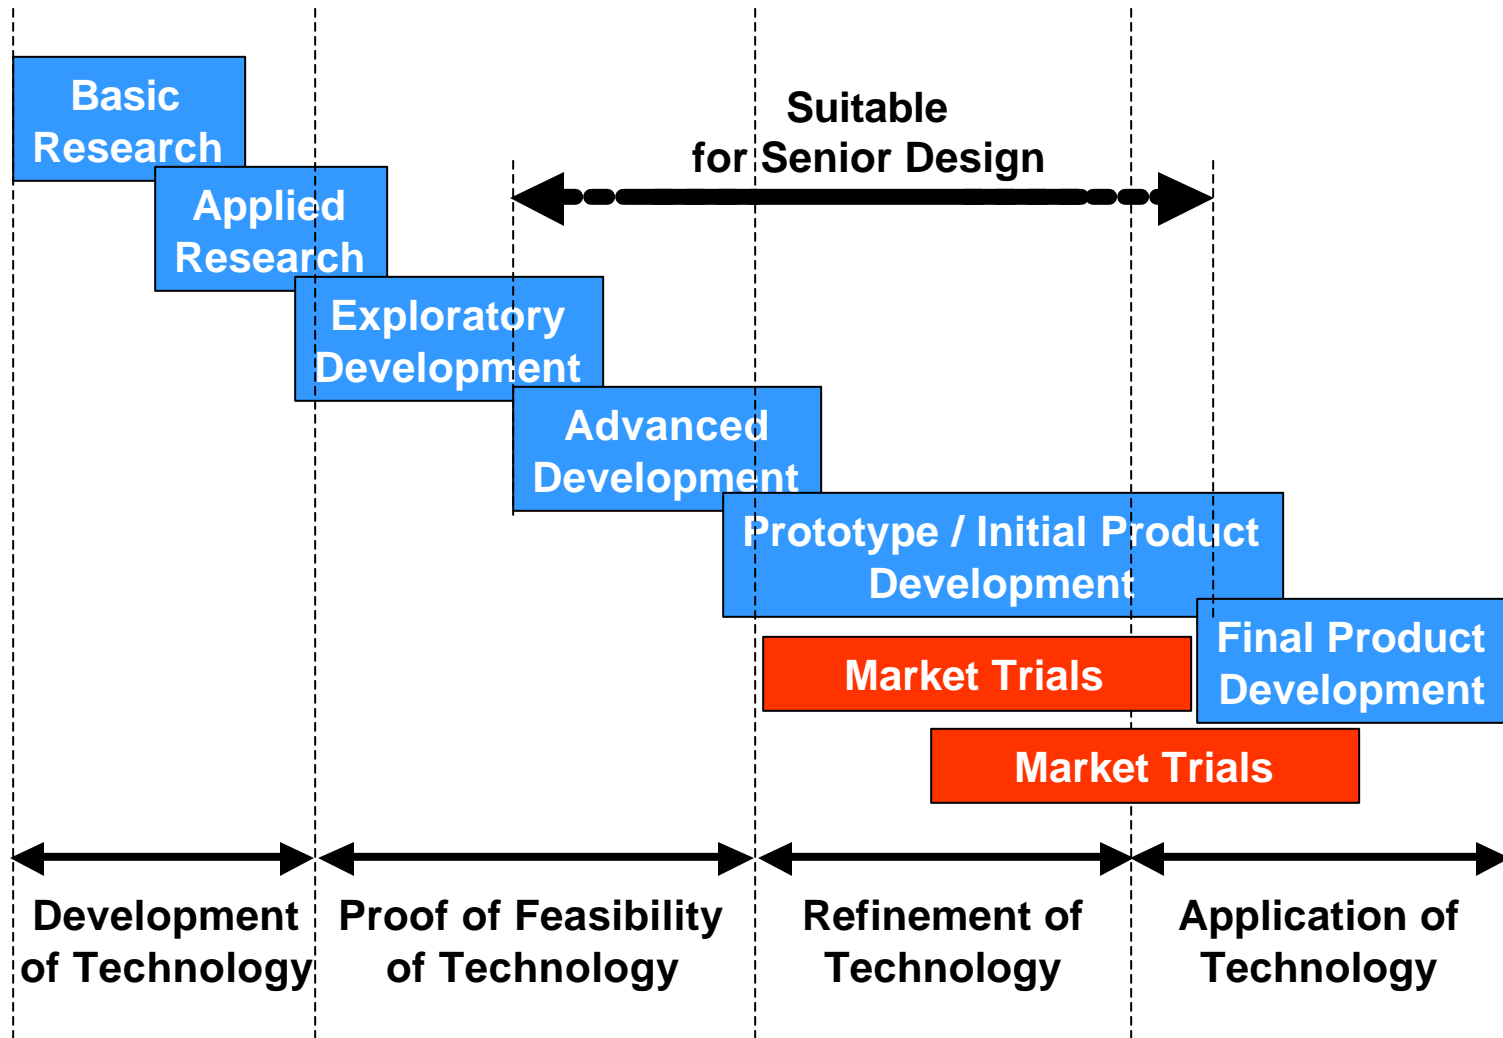 Basic
Research
Suitable
for Senior Design
Applied
Research
Exploratory
Development
Advanced
Development
Prototype / Initial Product
Development
Final Product
Development
Market Trials
Market Trials
Development
of Technology
Proof of Feasibility
of Technology
Refinement of
Technology
Application of
Technology